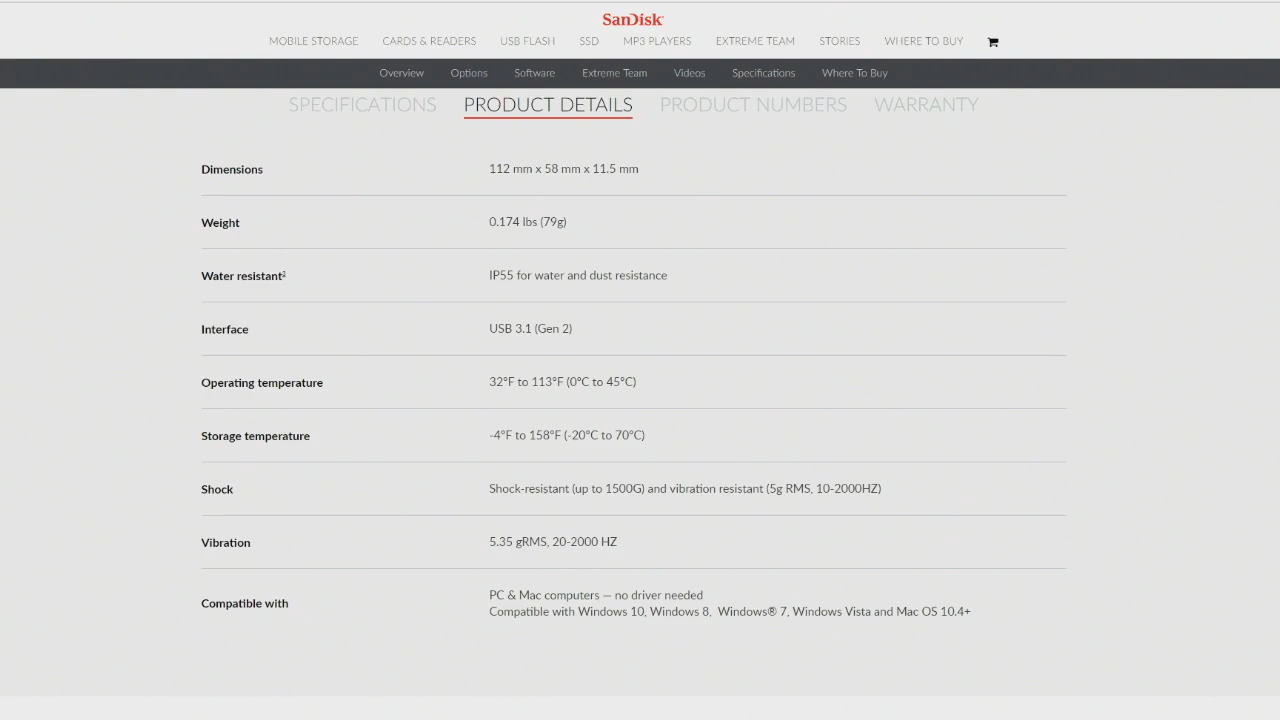 SanDisk
MOBILE STORAGE CARDS & READERS USB FLASH SSD MP3 PLAYERS EXTREME TEAM STORIES WHERE TO BUY
Overview Options Software Extreme Team Videos Specifications Where To Buy
SPECIFICATIONS PRODUCT DETAILS PRODUCT NUMBERS WARRANTY
Dimensions 112 mm x 58 mm x 11.5 mm
Weight 0.174 lbs (79g)
Water resistant² IP55 for water and dust resistance
Interface USB 3.1 (Gen 2)
Operating temperature 32°F to 113°F (0°C to 45°C)
Storage temperature -4°F to 158°F (-20°C to 70°C)
Shock Shock-resistant (up to 1500G) and vibration resistant (5g RMS, 10-2000HZ)
Vibration 5.35 gRMS, 20-2000 HZ
Compatible with PC & Mac computers — no driver needed
Compatible with Windows 10, Windows 8, Windows® 7, Windows Vista and Mac OS 10.4+